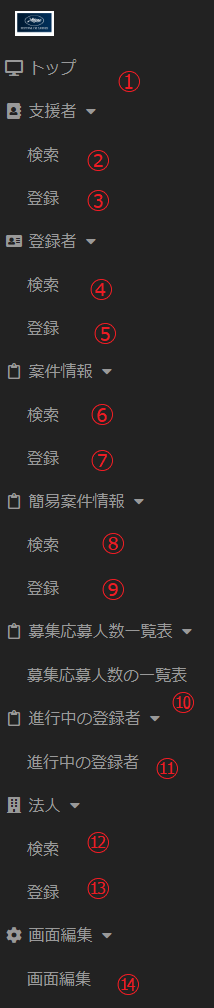 トップ ①
支援者
検索 ②
登録 ③
登録者
検索 ④
登録 ⑤
案件情報
検索 ⑥
登録 ⑦
簡易案件情報
検索 ⑧
登録 ⑨
募集応募人数一覧表
募集応募人数の一覧表
⑩
進行中の登録者
進行中の登録者 ⑪
法人
検索 ⑫
登録 ⑬
画面編集
画面編集 ⑭